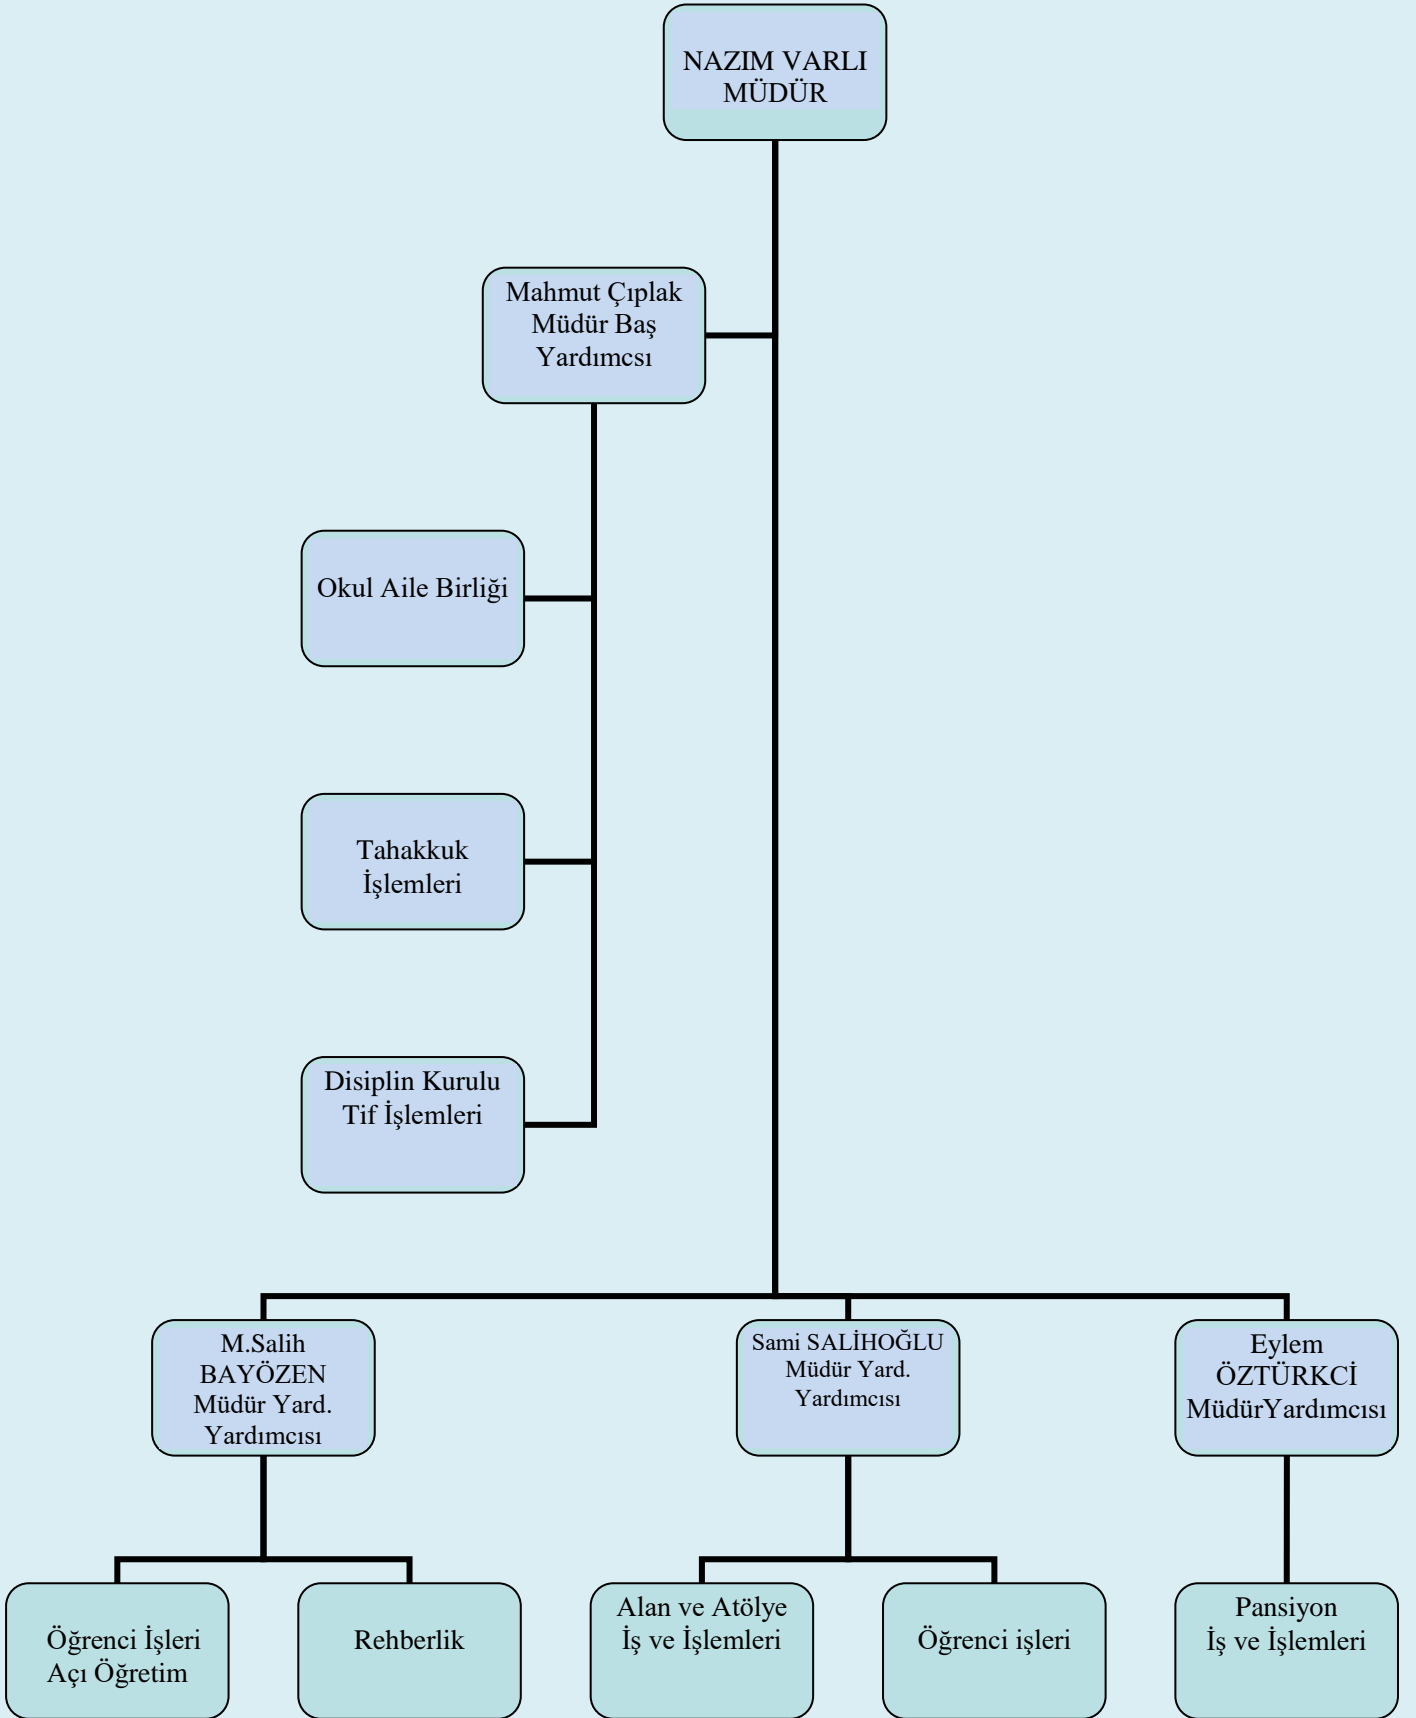 NAZIM VARLI
MÜDÜR
Mahmut Çıplak
Müdür Baş
Yardımcsı
Okul Aile Birliği
Tahakkuk
İşlemleri
Disiplin Kurulu
Tif İşlemleri
M.Salih
BAYÖZEN
Müdür Yard.
Yardımcısı
Sami SALİHOĞLU
Müdür Yard.
Yardımcısı
Eylem
ÖZTÜRKCİ
MüdürYardımcısı
Öğrenci İşleri
Açı Öğretim
Rehberlik
Alan ve Atölye
İş ve İşlemleri
Öğrenci işleri
Pansiyon
İş ve İşlemleri